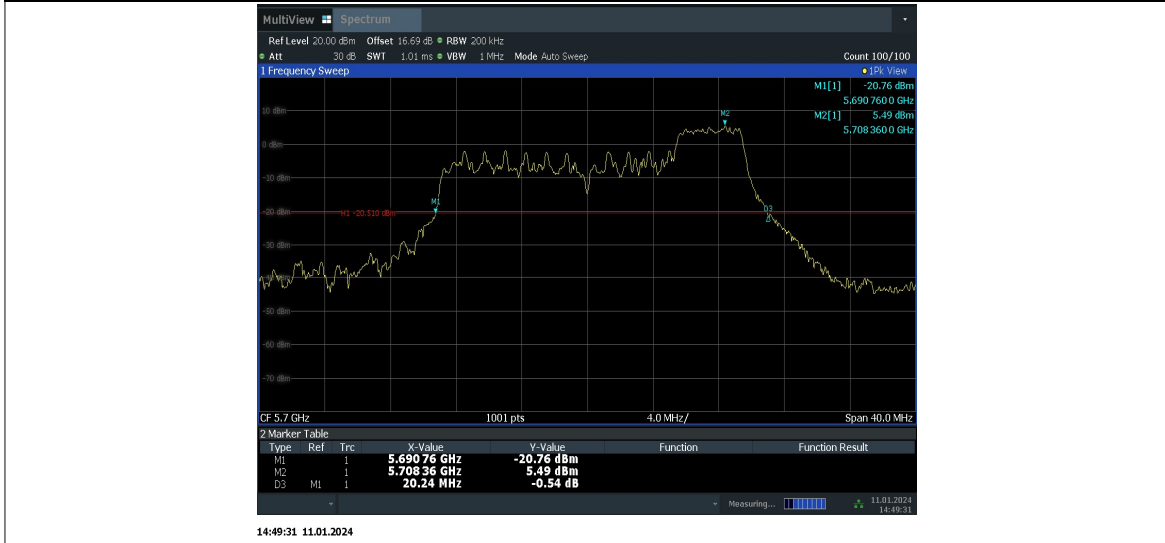 MultiView Spectrum
Ref Level 20.00 dBm Offset 16.69 dB RBW 200 kHz
Att 30 dB SWT 1.01 ms VBW 1 MHz Mode Auto Sweep Count 100/100
1 Frequency Sweep 1Pk View
M1[1] -20.76 dBm
5.690 760 0 GHz
M2[1] 5.49 dBm
5.708 360 0 GHz
10 dBm
M2
0 dBm
-10 dBm
M1
-20 dBm H1 -20.510 dBm D3
-30 dBm
-50 dBm
-60 dBm
-70 dBm
CF 5.7 GHz 1001 pts 4.0 MHz/ Span 40.0 MHz
2 Marker Table
Type Ref Trc X-Value Y-Value Function Function Result
M1 1 5.690 76 GHz -20.76 dBm
M2 1 5.708 36 GHz 5.49 dBm
D3 M1 1 20.24 MHz -0.54 dB
Measuring... 11.01.2024
14:49:31
14:49:31 11.01.2024